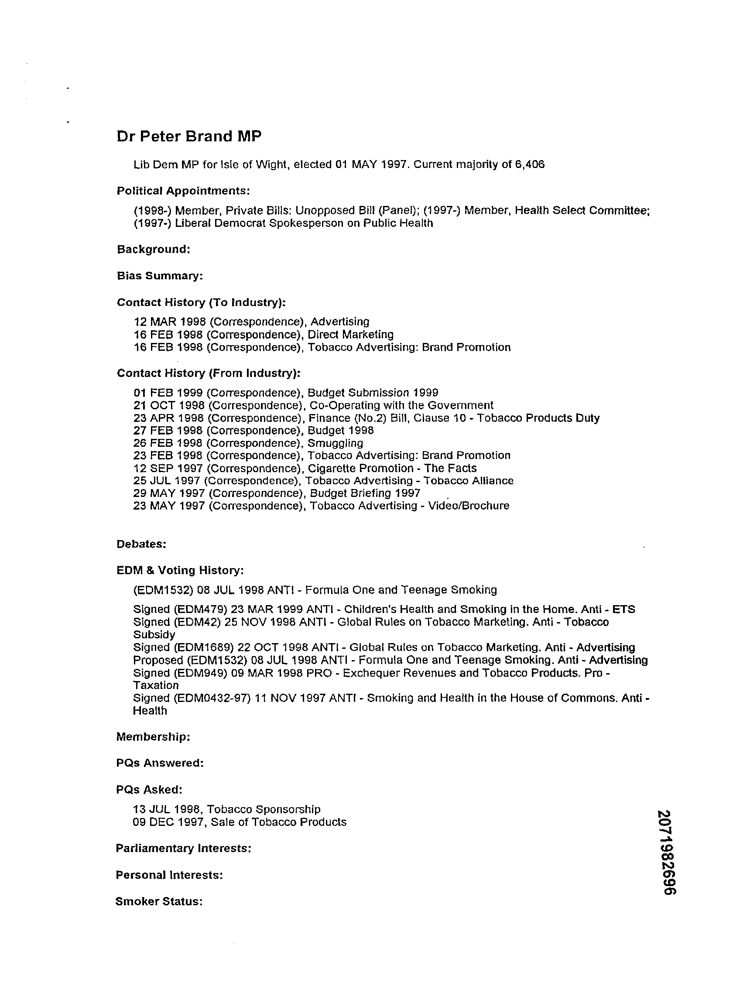 Dr Peter Brand MP
Lib Dem MP for Isle of Wight, elected 01 MAY 1997. Current majority of 6,406
Political Appointments:
(1998-) Member, Private Bills: Unopposed Bill (Panel); (1997-) Member, Health Select Committee;
(1997-) Liberal Democrat Spokesperson on Public Health
Background:
Bias Summary:
Contact History (To Industry):
12 MAR 1998 (Correspondence), Advertising
16 FEB 1998 (Correspondence), Direct Marketing
16 FEB 1998 (Correspondence), Tobacco Advertising: Brand Promotion
Contact History (From Industry):
01 FEB 1999 (Correspondence), Budget Submission 1999
21 OCT 1998 (Correspondence), Co-Operating with the Government
23 APR 1998 (Correspondence), Finance (No.2) Bill, Clause 10 - Tobacco Products Duty
27 FEB 1998 (Correspondence), Budget 1998
26 FEB 1998 (Correspondence), Smuggling
23 FEB 1998 (Correspondence), Tobacco Advertising: Brand Promotion
12 SEP 1997 (Correspondence), Cigarette Promotion - The Facts
25 JUL 1997 (Correspondence), Tobacco Advertising - Tobacco Alliance
29 MAY 1997 (Correspondence), Budget Briefing 1997
23 MAY 1997 (Correspondence), Tobacco Advertising - Video/Brochure
Debates:
EDM & Voting History:
(EDM1532) 08 JUL 1998 ANTI - Formula One and Teenage Smoking
Signed (EDM479) 23 MAR 1999 ANTI - Children's Health and Smoking in the Home. Anti - ETS
Signed (EDM42) 25 NOV 1998 ANTI - Global Rules on Tobacco Marketing. Anti - Tobacco
Subsidy
Signed (EDM1689) 22 OCT 1998 ANTI - Global Rules on Tobacco Marketing. Anti - Advertising
Proposed (EDM1532) 08 JUL 1998 ANTI - Formula One and Teenage Smoking. Anti - Advertising
Signed (EDM949) 09 MAR 1998 PRO - Exchequer Revenues and Tobacco Products. Pro -
Taxation
Signed (EDM0432-97) 11 NOV 1997 ANTI - Smoking and Health in the House of Commons. Anti -
Health
Membership:
PQs Answered:
PQs Asked:
13 JUL 1998, Tobacco Sponsorship
09 DEC 1997, Sale of Tobacco Products
Parliamentary Interests:
Personal Interests:
Smoker Status:
2071982696